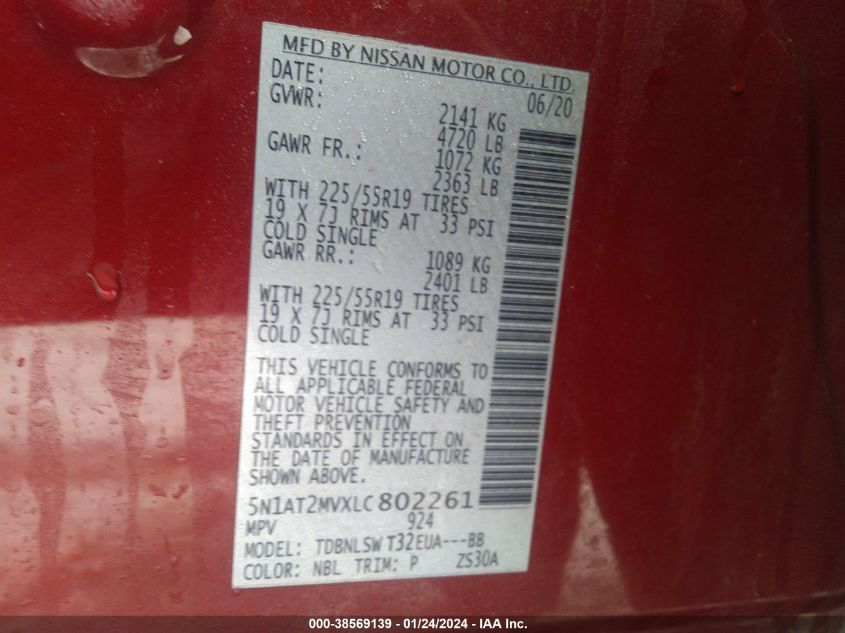 MFD BY NISSAN MOTOR CO., LTD.
DATE: 06/20
GVWR: 2141 KG
4720 LB
GAWR FR.: 1072 KG
2363 LB
WITH 225/55R19 TIRES
19 X 7J RIMS AT 33 PSI
COLD SINGLE
GAWR RR.: 1089 KG
2401 LB
WITH 225/55R19 TIRES
19 X 7J RIMS AT 33 PSI
COLD SINGLE
THIS VEHICLE CONFORMS TO
ALL APPLICABLE FEDERAL
MOTOR VEHICLE SAFETY AND
THEFT PREVENTION
STANDARDS IN EFFECT ON
THE DATE OF MANUFACTURE
SHOWN ABOVE.
5N1AT2MVXLC802261
MPV 924
MODEL: TDBNLSW T32EUA---BB
COLOR: NBL TRIM: P ZS30A
000-38569139 - 01/24/2024 - IAA Inc.